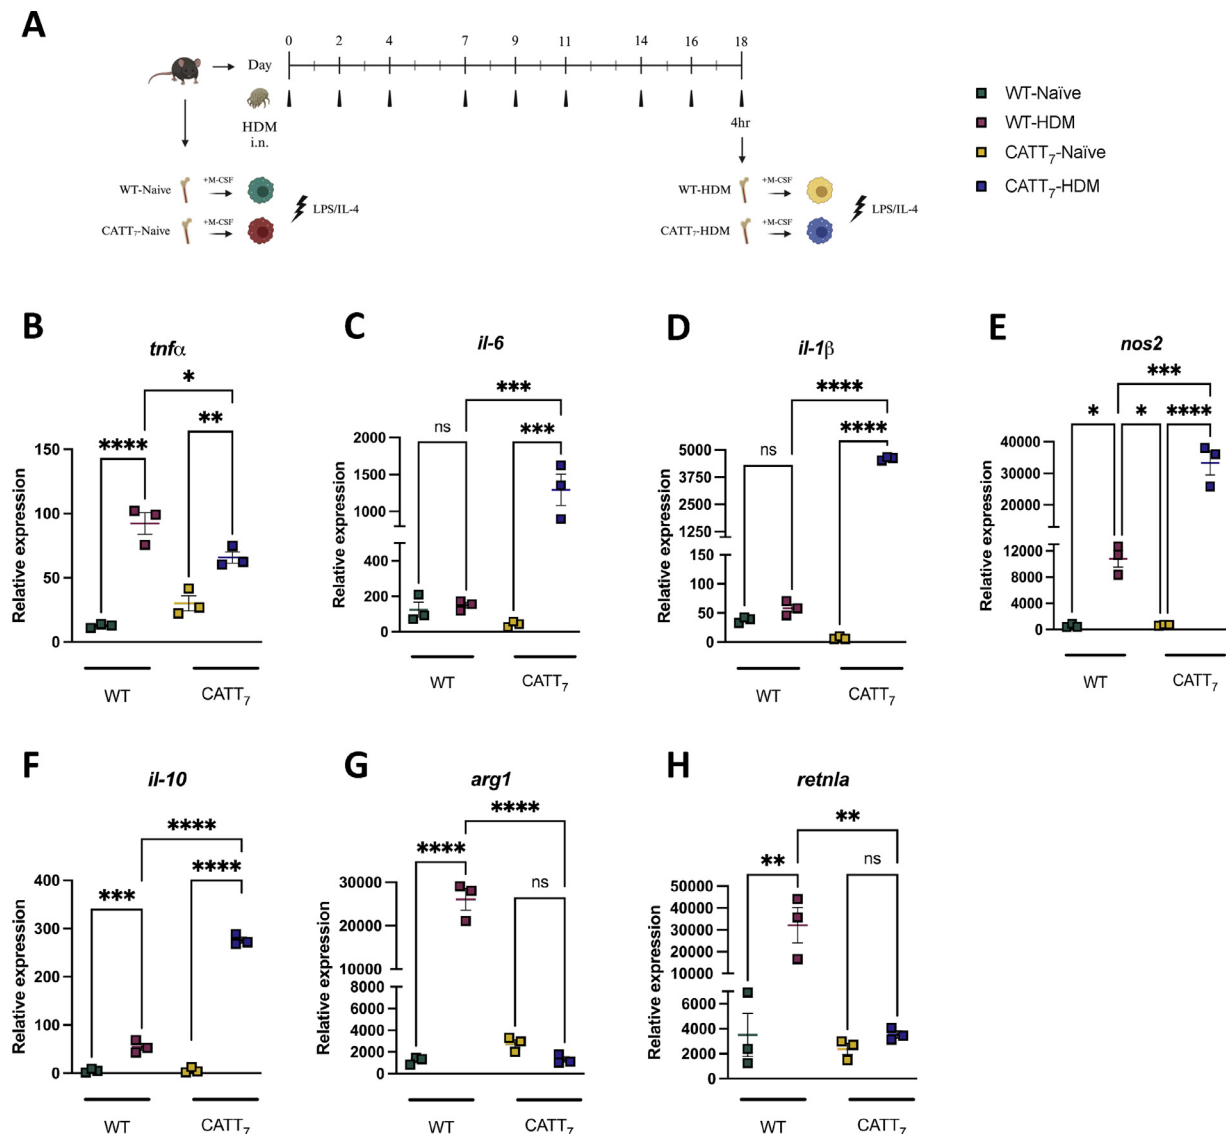 A
0 2 4 7 9 11 14 16 18
Day
HDM
i.n.
4hr
WT-Naive +M-CSF
CATT7-Naive +M-CSF
LPS/IL-4
WT-HDM +M-CSF
CATT7-HDM +M-CSF
LPS/IL-4
WT-Naïve
WT-HDM
CATT7-Naïve
CATT7-HDM
B
tnfα
* ** ****
Relative expression
150
100
50
0
WT CATT7
C
il-6
*** ns ***
Relative expression
2000
1500
1000
400
200
0
WT CATT7
D
il-1β
**** ns ****
Relative expression
5000
4250
3500
2750
2000
1250
150
100
50
0
WT CATT7
E
nos2
*** * * ****
Relative expression
40000
30000
20000
12000
8000
4000
0
WT CATT7
F
il-10
**** *** ****
Relative expression
400
300
200
100
0
WT CATT7
G
arg1
**** **** ns
Relative expression
30000
20000
10000
8000
6000
4000
2000
0
WT CATT7
H
retnla
** ** ns
Relative expression
50000
40000
30000
20000
10000
6000
4000
2000
0
WT CATT7